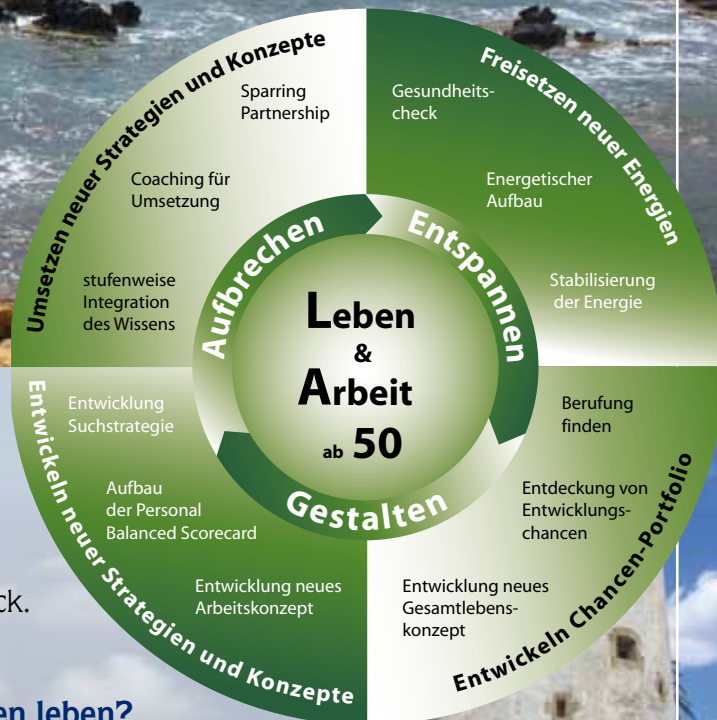 Umsetzen neuer Strategien und Konzepte
Sparring
Partnership
Coaching für
Umsetzung
stufenweise
Integration
des Wissens
Freisetzen neuer Energien
Gesundheits-
check
Energetischer
Aufbau
Stabilisierung
der Energie
Aufbrechen
Entspannen
Gestalten
Leben
&
Arbeit
ab 50
Entwicklung
Suchstrategie
Aufbau
der Personal
Balanced Scorecard
Entwicklung neues
Arbeitskonzept
Entwickeln neuer Strategien und Konzepte
Berufung
finden
Entdeckung von
Entwicklungs-
chancen
Entwicklung neues
Gesamtlebens-
konzept
Entwickeln Chancen-Portfolio
leben?